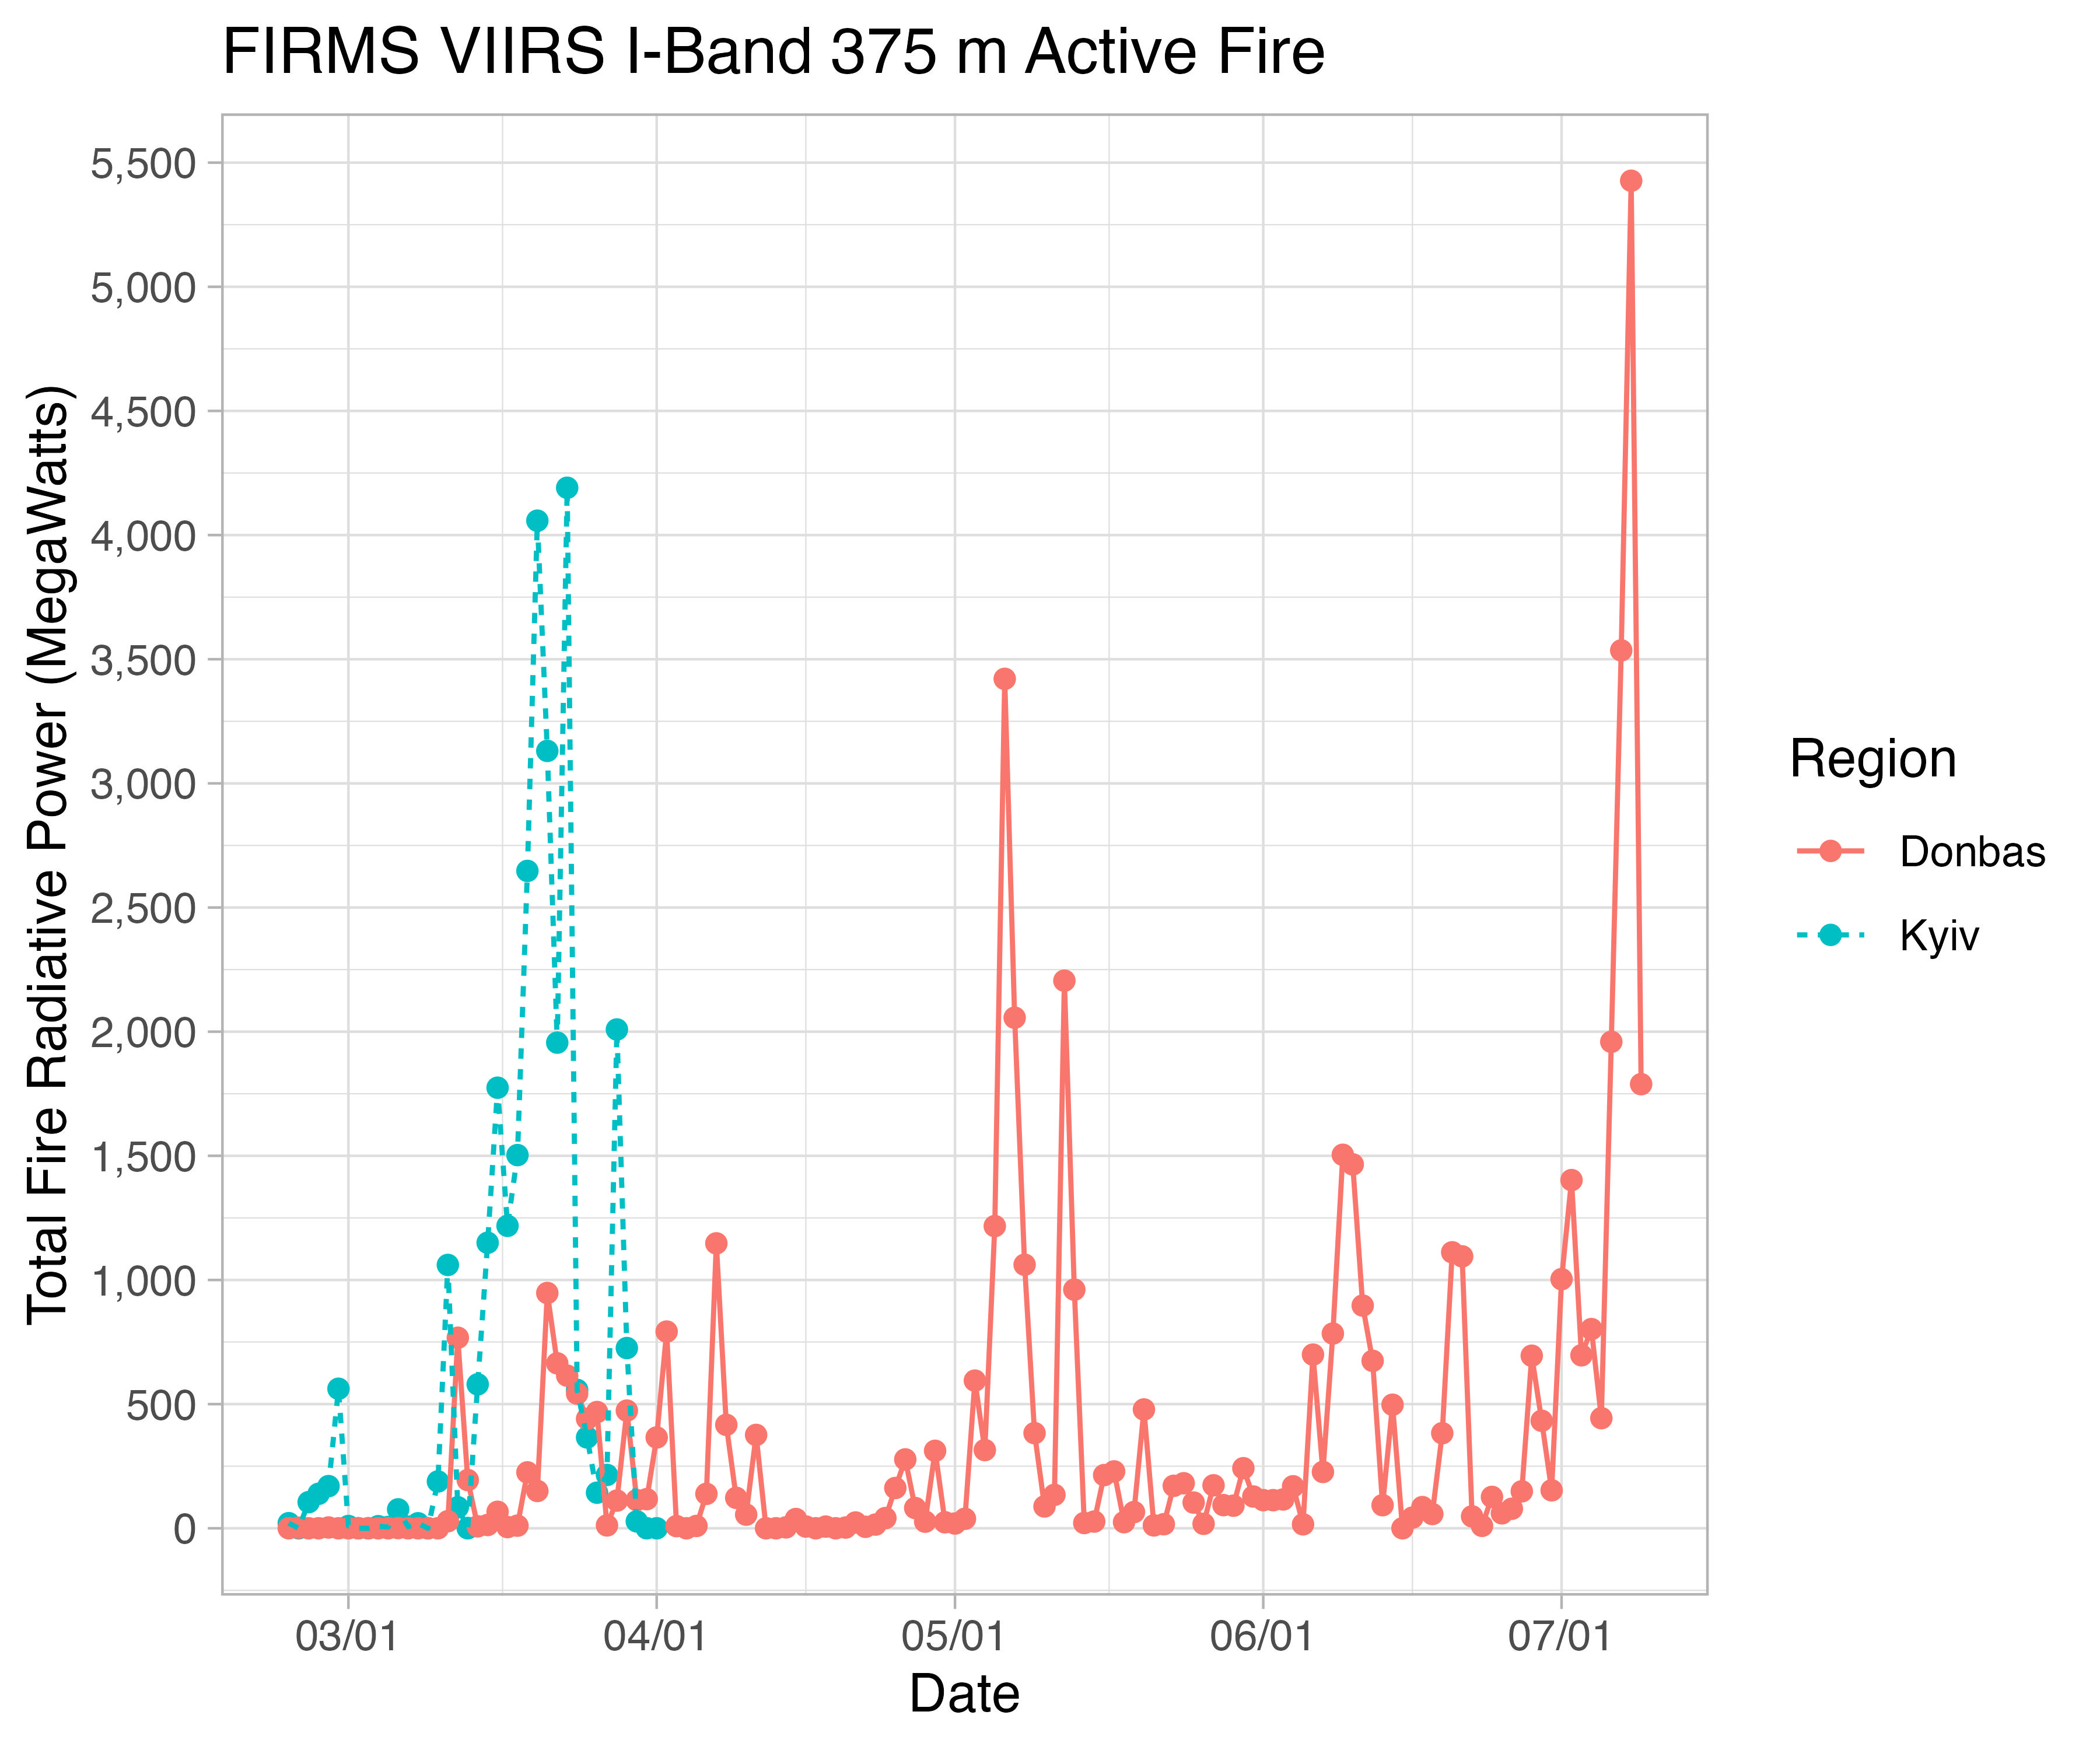 FIRMS VIIRS I-Band 375 m Active Fire
Total Fire Radiative Power (MegaWatts)
5,500
5,000
4,500
4,000
3,500
3,000
2,500
2,000
1,500
1,000
500
0
03/01 04/01 05/01 06/01 07/01
Date
Region
Donbas
Kyiv